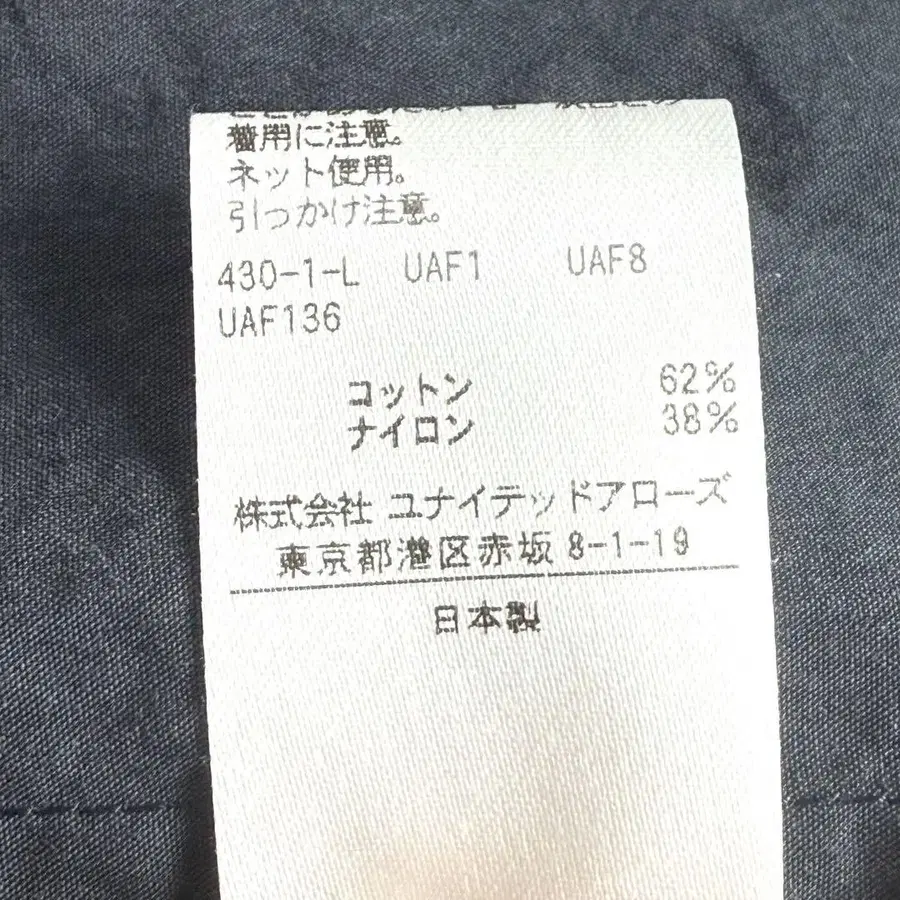 着用に注意。
ネット使用。
引っかけ注意。
430-1-L UAF1 UAF8
UAF136
コットン 62%
ナイロン 38%
株式会社 ユナイテッドアローズ
東京都港区赤坂 8-1-19
日本製